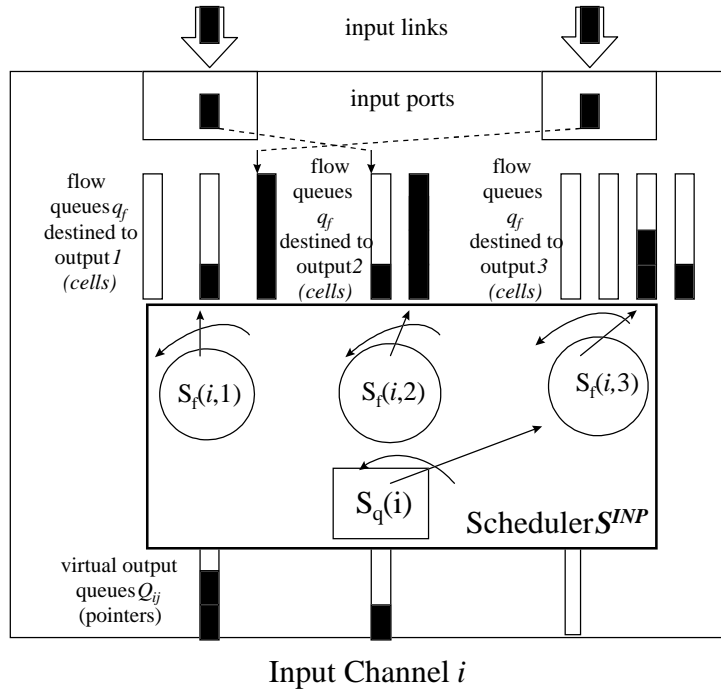 input links
input ports
flow
queues q_f
destined to
output 1
(cells)
flow
queues
q_f
destined to
output 2
(cells)
flow
queues
q_f
destined to
output 3
(cells)
S_f(i,1)
S_f(i,2)
S_f(i,3)
S_q(i)
Scheduler S^INP
virtual output
queues Q_ij
(pointers)
Input Channel i